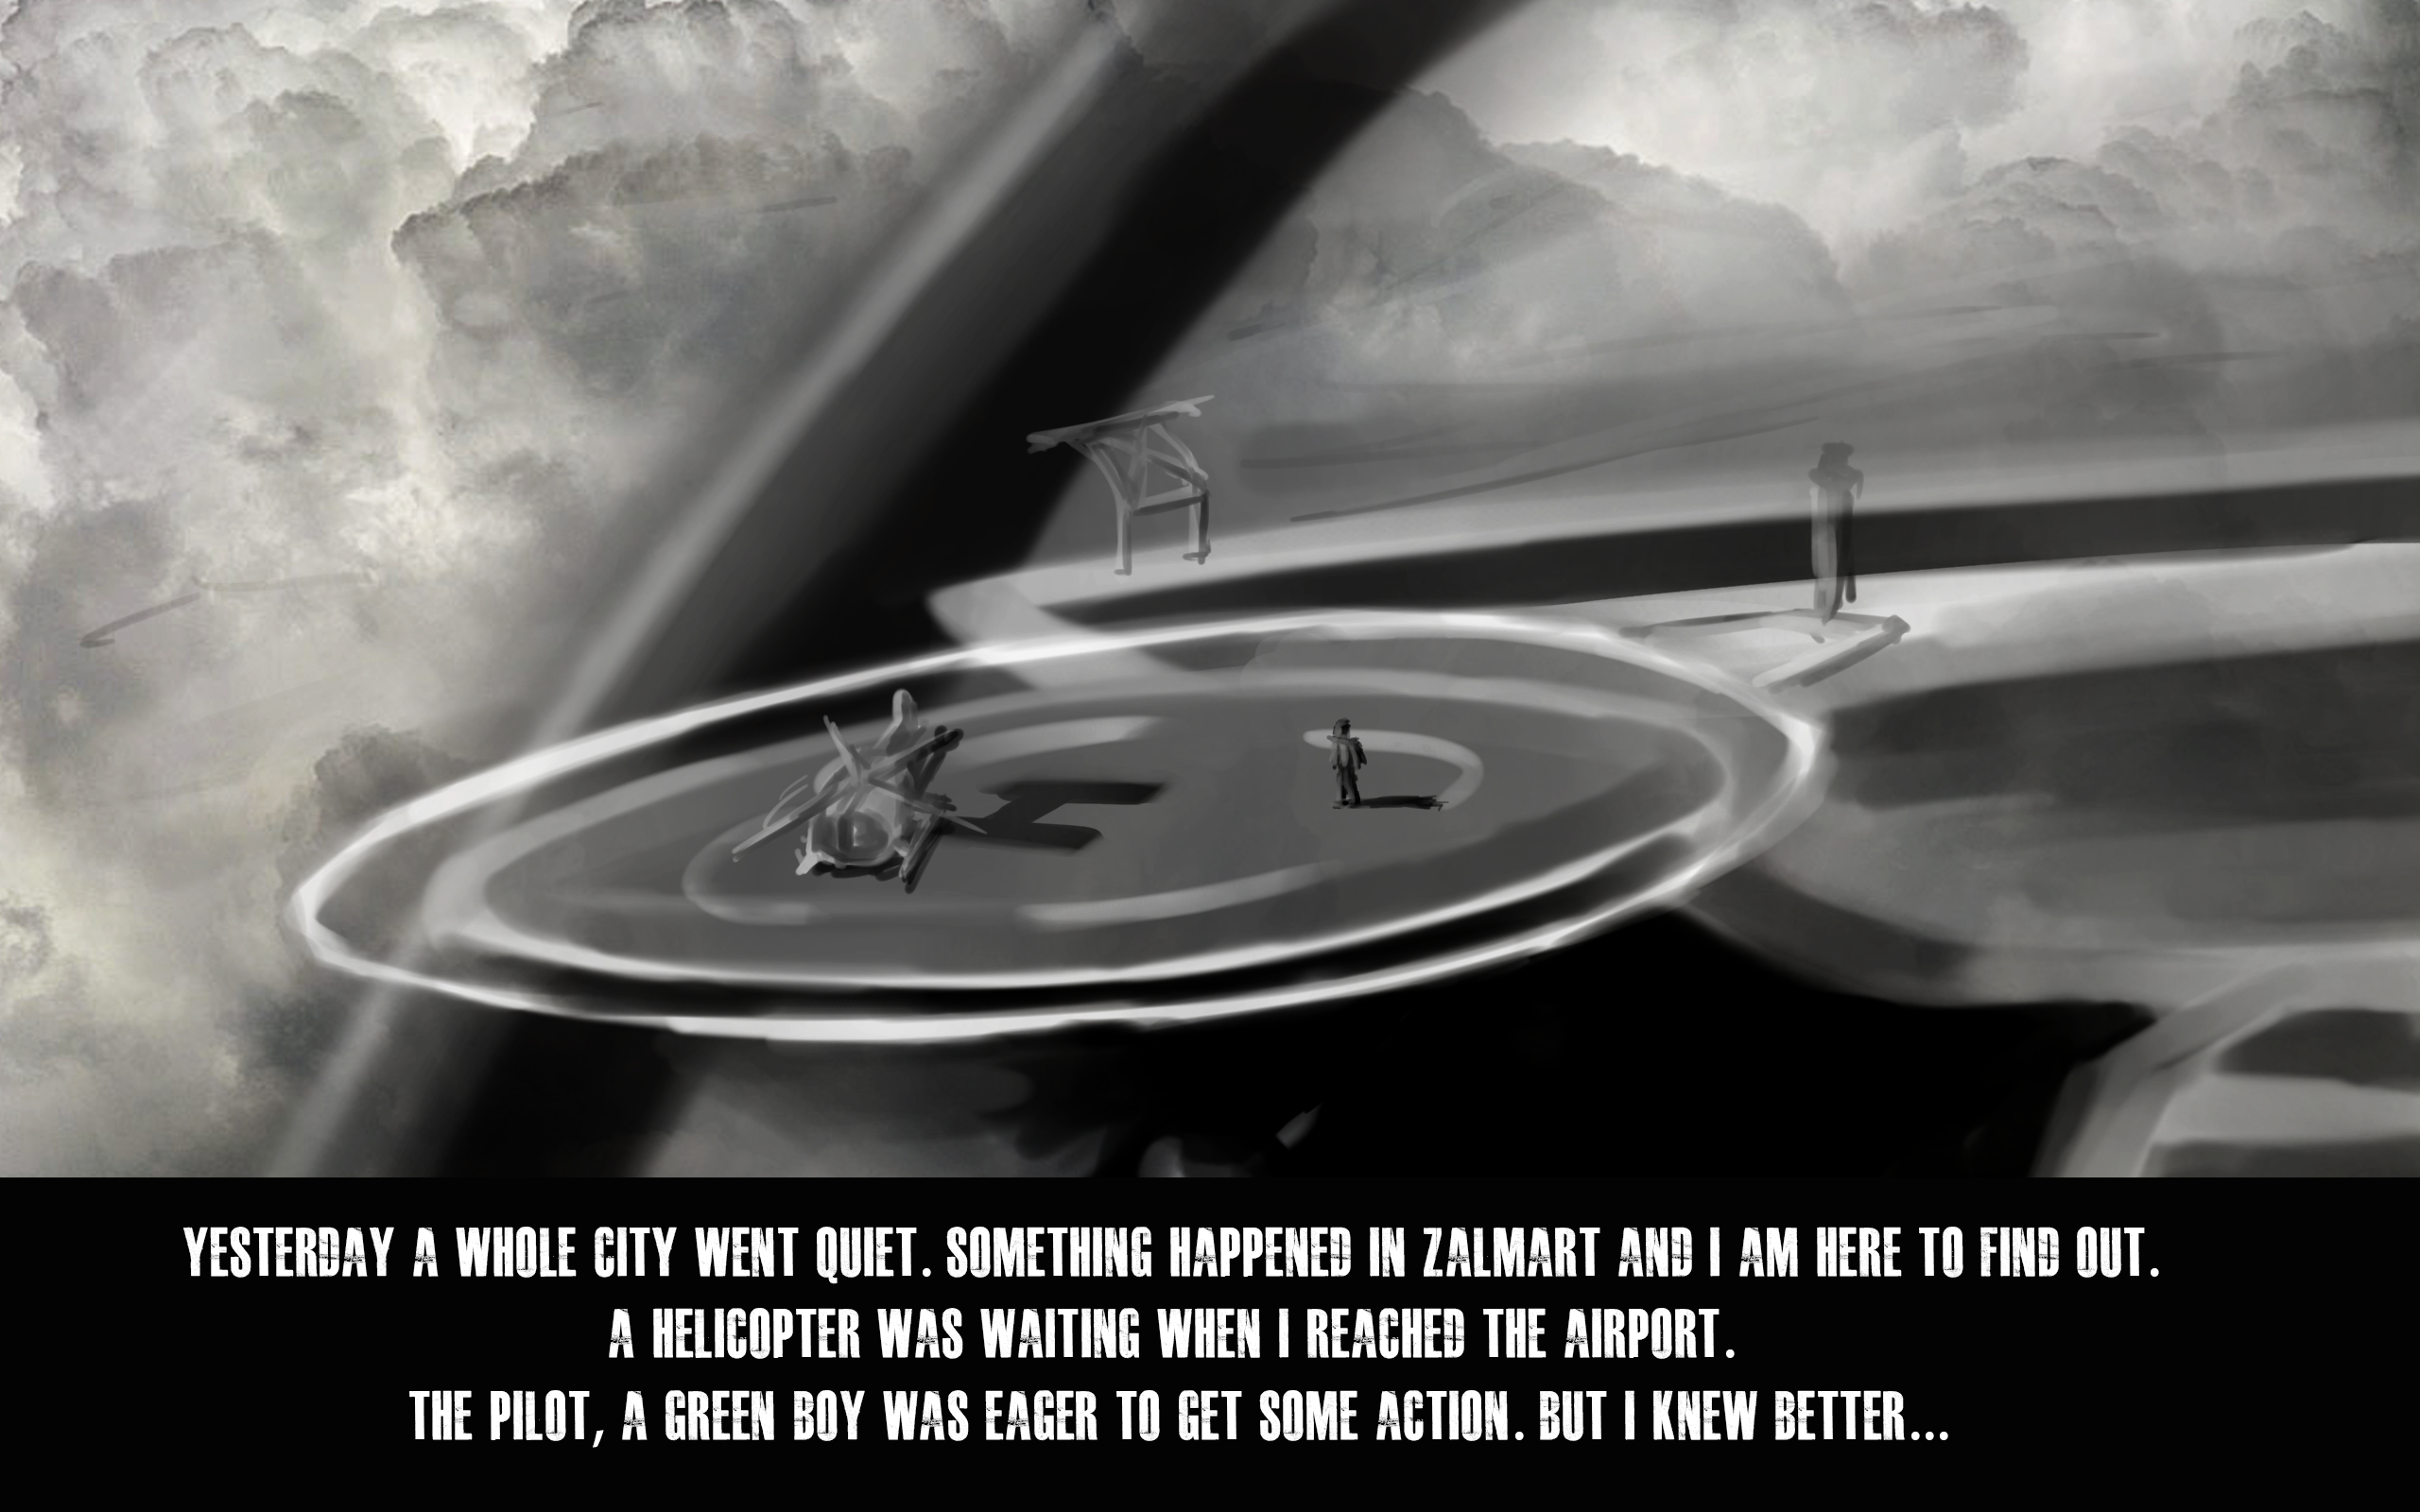 YESTERDAY A WHOLE CITY WENT QUIET. SOMETHING HAPPENED IN ZALMART AND I AM HERE TO FIND OUT.
A HELICOPTER WAS WAITING WHEN I REACHED THE AIRPORT.
THE PILOT, A GREEN BOY WAS EAGER TO GET SOME ACTION. BUT I KNEW BETTER...